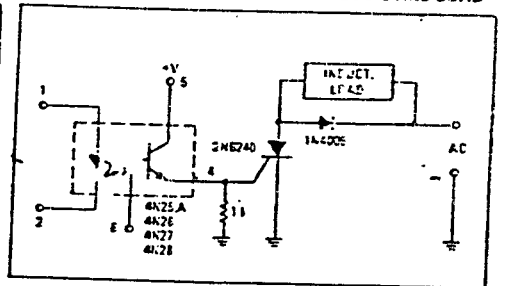 +V
5
1
INDUCT.
LOAD
1N4005
2N6240
AC
4
1k
2
6
4N25,A
4N26
4N27
4N28